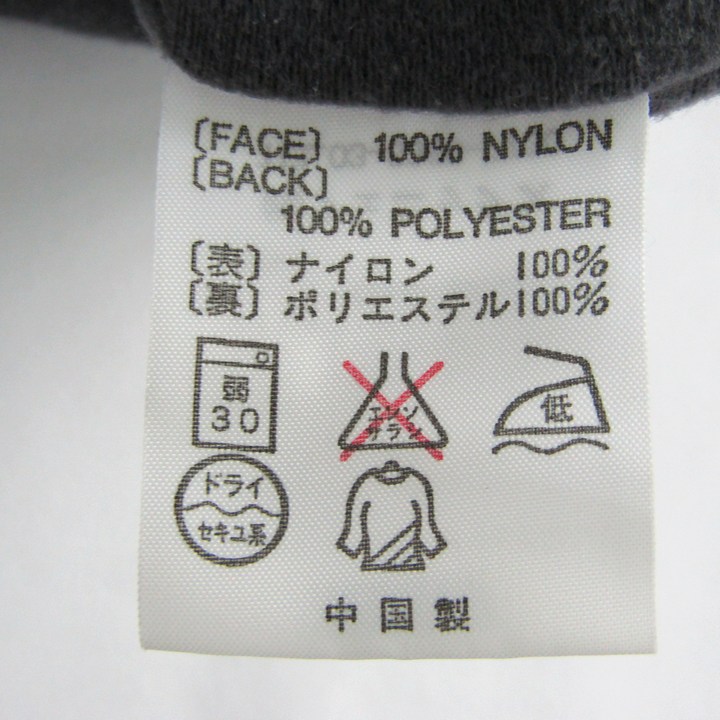 〔FACE〕 100% NYLON
〔BACK〕
100% POLYESTER
〔表〕ナイロン 100%
〔裏〕ポリエステル100%
弱
30
エンソ
サラシ
低
ドライ
セキユ系
中国製